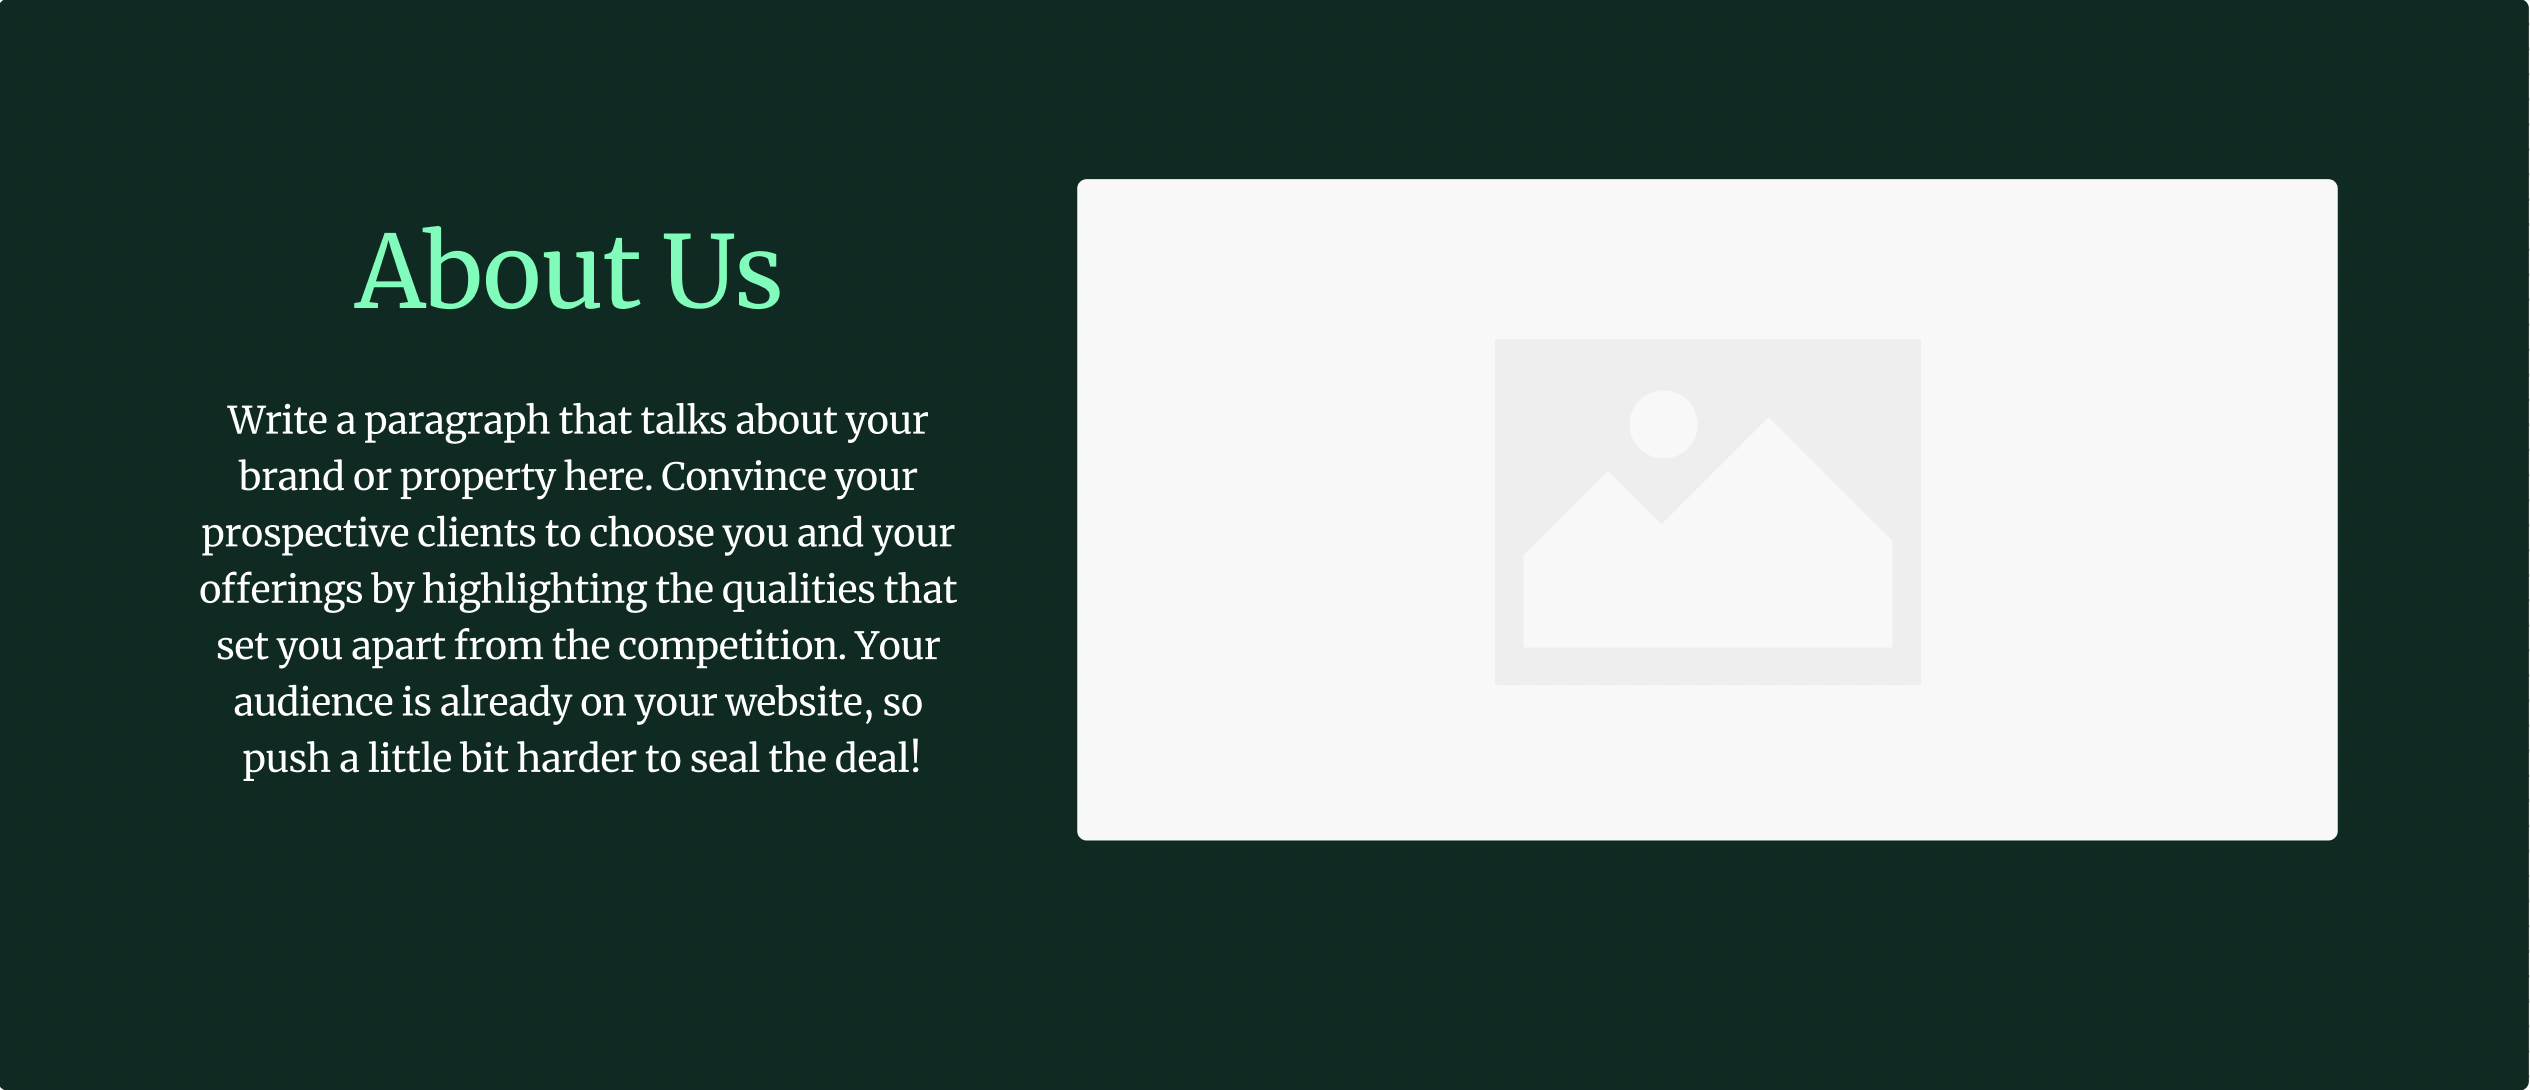 About Us
Write a paragraph that talks about your
brand or property here. Convince your
prospective clients to choose you and your
offerings by highlighting the qualities that
set you apart from the competition. Your
audience is already on your website, so
push a little bit harder to seal the deal!